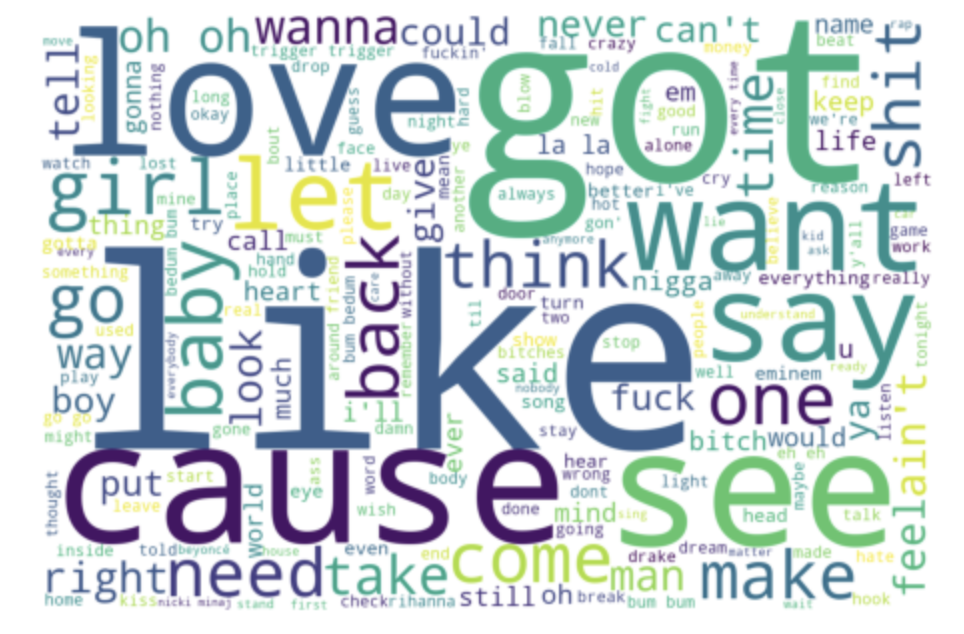 move
love
oh oh
wanna
could
never
can't
name
rap
beat
shit
tell
looking
gonna
nothing
long
okay
trigger trigger
drop
fuckin'
fall
crazy
money
got
guess
night
hard
blow
cold
hit
new
fight
em
good
run
alone
every time
time
close
find
keep
we're
life
watch
lost
bout
face
little
live
ye
la la
hope
cry
reason
left
girl
mine
try
place
let
please
day
give
mean
another
always
better
i've
hot
gon'
lie
want
believe
kid
ask
y'all
car
game
work
thing
bum
gotta
every
call
must
hand
hold
anymore
think
nigga
away
everything
really
something
go
used
baby
bedum bum
heart
real
friend
around
back
care
without
remember
bum bedum
like
til
door
turn
two
show
bitches
stop
people
say
understand
tonight
way
play
boy
everybody
look
much
said
nobody
song
well
u
eminem
ready
go go
might
gone
i'll
damn
ever
stay
fuck
one
ya
listen
ain't
bitch
would
eh eh
cause
put
start
leave
thought
world
ass
eye
word
wish
body
hear
wrong
dont
done
going
mind
sing
light
see
head
maybe
talk
feel
inside
told
beyoncé
house
even
end
come
drake
dream
matter
made
hate
right
need
take
man
make
home
kiss
nicki minaj
stand
first
check
rihanna
still
oh
break
bum bum
wait
hook